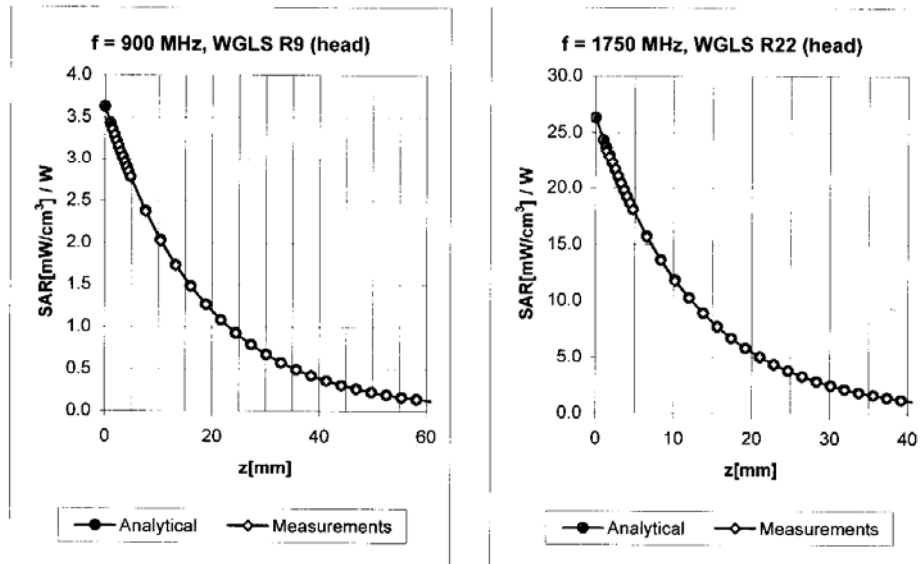 f = 900 MHz, WGLS R9 (head)
SAR[mW/cm³] / W
4.0
3.5
3.0
2.5
2.0
1.5
1.0
0.5
0.0
0
20
40
60
z[mm]
Analytical
Measurements
f = 1750 MHz, WGLS R22 (head)
SAR[mW/cm³] / W
30.0
25.0
20.0
15.0
10.0
5.0
0.0
0
10
20
30
40
z[mm]
Analytical
Measurements